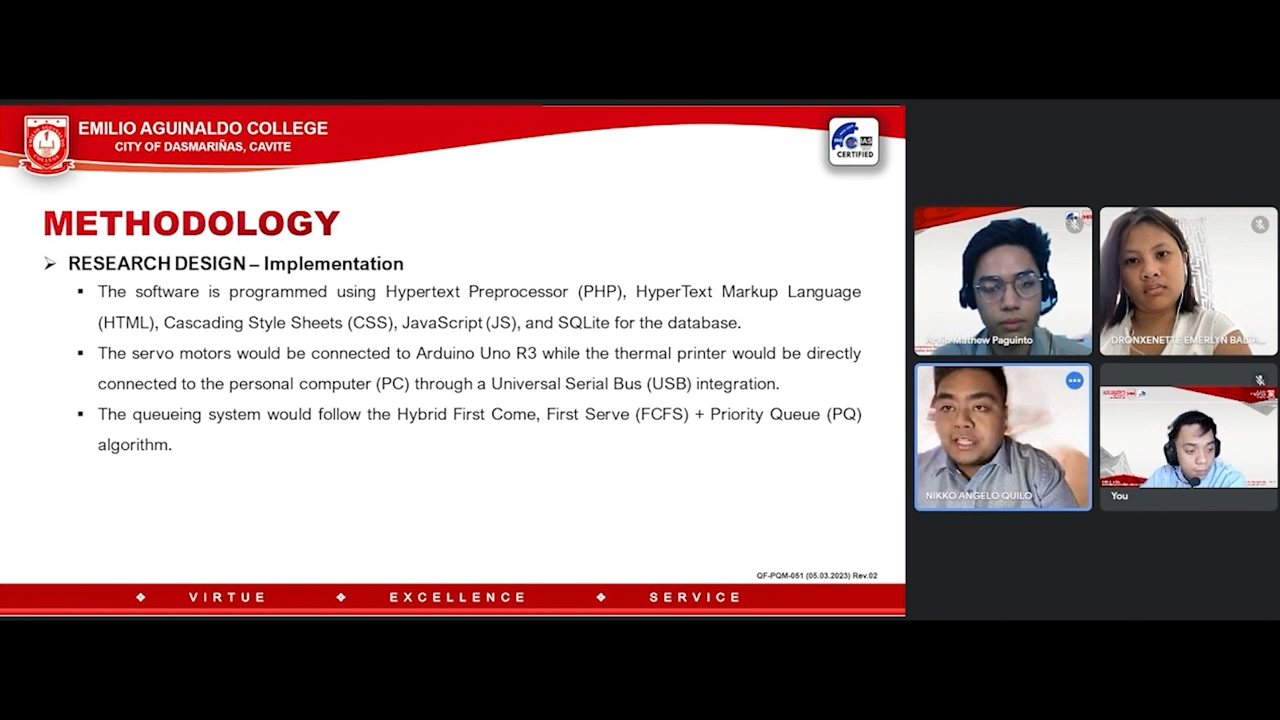 EMILIO AGUINALDO COLLEGE
CITY OF DASMARIÑAS, CAVITE
CERTIFIED
METHODOLOGY
➢ RESEARCH DESIGN – Implementation
▪ The software is programmed using Hypertext Preprocessor (PHP), HyperText Markup Language
(HTML), Cascading Style Sheets (CSS), JavaScript (JS), and SQLite for the database.
▪ The servo motors would be connected to Arduino Uno R3 while the thermal printer would be directly
connected to the personal computer (PC) through a Universal Serial Bus (USB) integration.
▪ The queueing system would follow the Hybrid First Come, First Serve (FCFS) + Priority Queue (PQ)
algorithm.
QF-PQM-051 (05.03.2023) Rev.02
❖ VIRTUE ❖ EXCELLENCE ❖ SERVICE
Mathew Paguinto
DRONXENETTE EMERLYN
NIKKO ANGELO QUILO
You